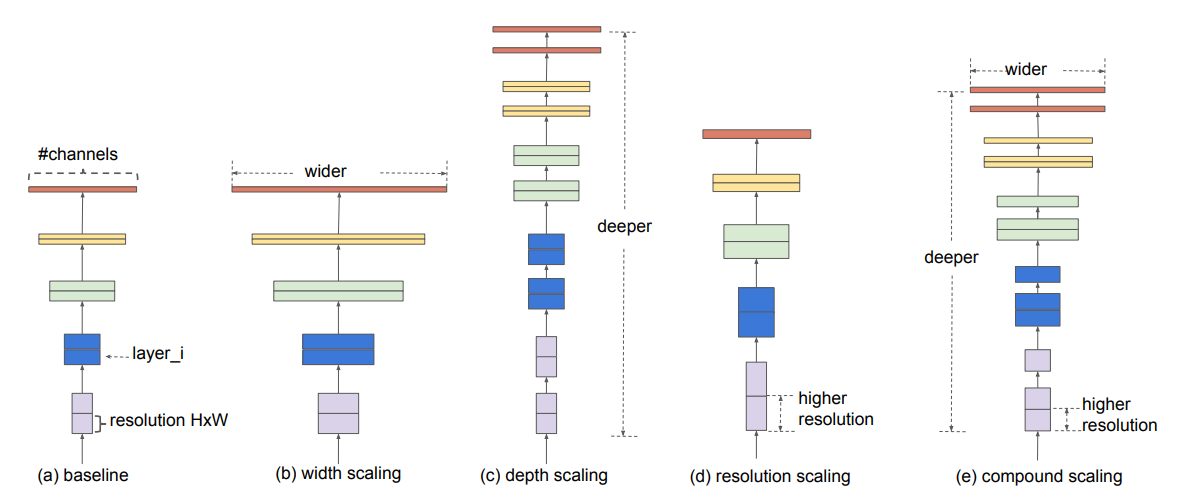 #channels
layer_i
resolution HxW
(a) baseline
wider
(b) width scaling
deeper
(c) depth scaling
higher
resolution
(d) resolution scaling
wider
deeper
higher
resolution
(e) compound scaling